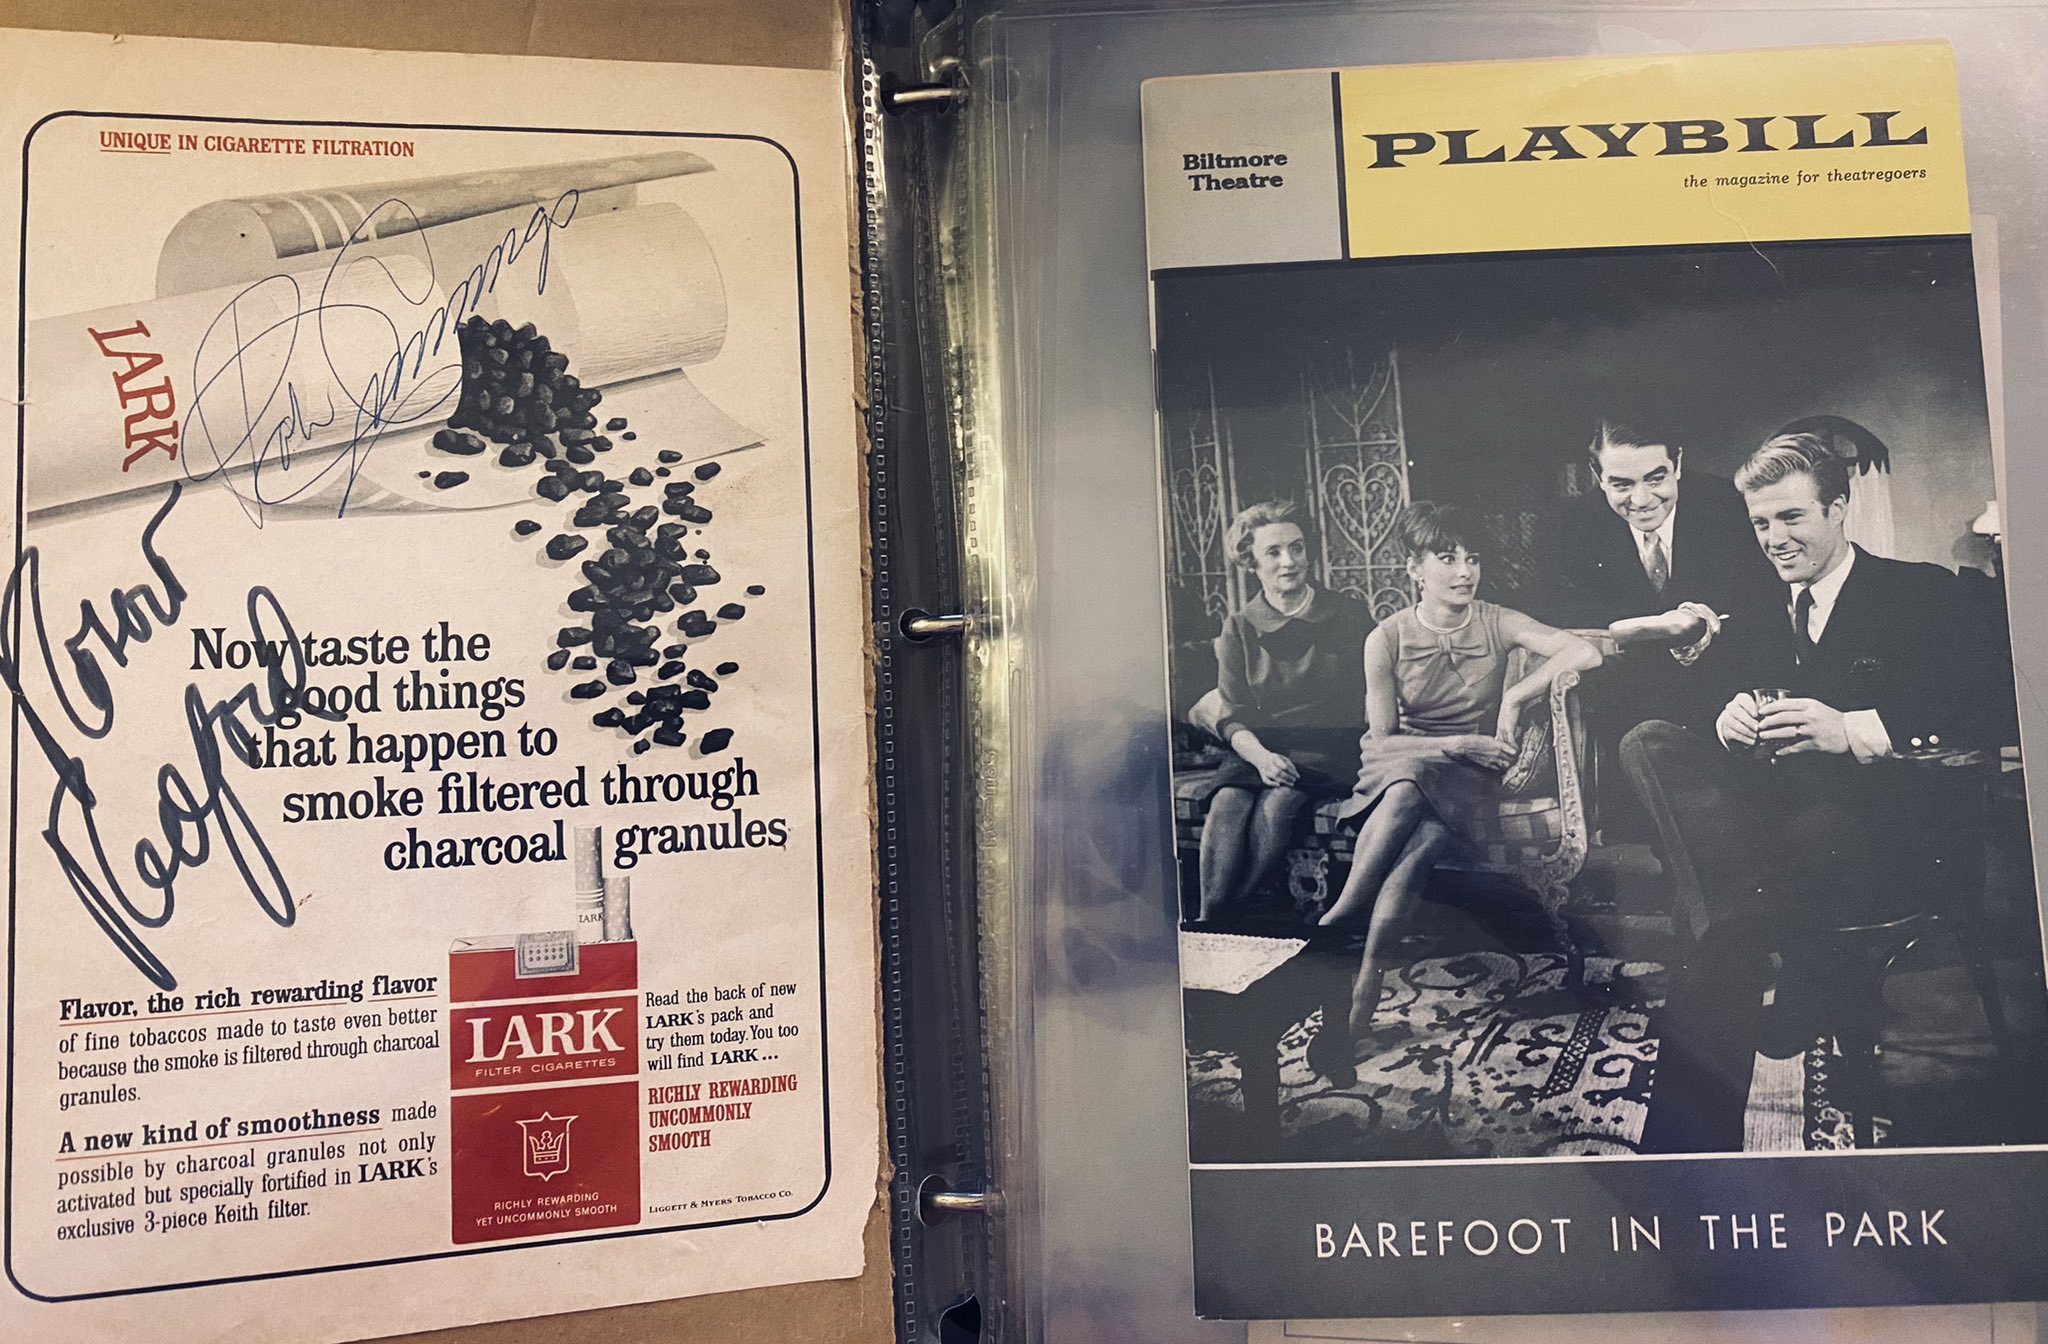 UNIQUE IN CIGARETTE FILTRATION
LARK
Robert
Redford
Now taste the
good things
that happen to
smoke filtered through
charcoal granules
LARK
Flavor, the rich rewarding flavor
of fine tobaccos made to taste even better
because the smoke is filtered through charcoal
granules.
A new kind of smoothness made
possible by charcoal granules not only
activated but specially fortified in LARK's
exclusive 3-piece Keith filter.
LARK
FILTER CIGARETTES
RICHLY REWARDING
YET UNCOMMONLY SMOOTH
Read the back of new
LARK's pack and
try them today. You too
will find LARK...
RICHLY REWARDING
UNCOMMONLY
SMOOTH
LIGGETT & MYERS TOBACCO CO.
Biltmore
Theatre
PLAYBILL
the magazine for theatregoers
BAREFOOT IN THE PARK